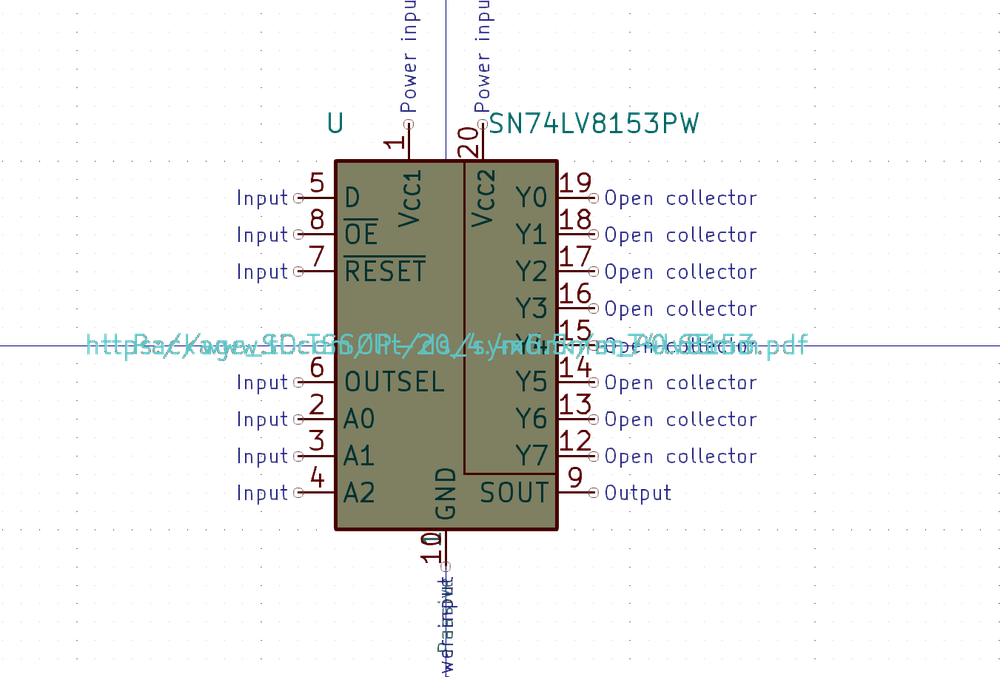 Power input
Power input
U
SN74LV8153PW
1
20
Input 5 D
VCC1
VCC2
Y0 19 Open collector
Input 8 OE
Y1 18 Open collector
Input 7 RESET
Y2 17 Open collector
Y3 16 Open collector
15
Input 6 OUTSEL
Y5 14 Open collector
Input 2 A0
Y6 13 Open collector
Input 3 A1
Y7 12 Open collector
Input 4 A2
GND
SOUT 9 Output
10